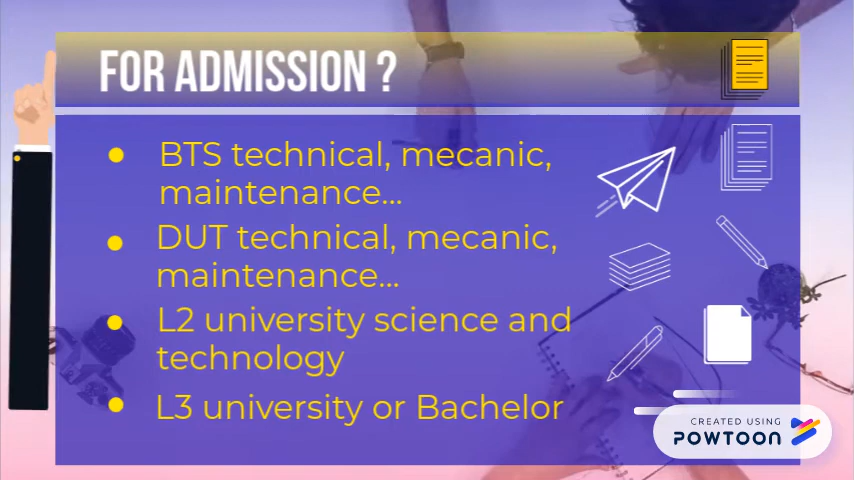 FOR ADMISSION ?
BTS technical, mecanic,
maintenance...
DUT technical, mecanic,
maintenance...
L2 university science and
technology
L3 university or Bachelor
CREATED USING
POWTOON